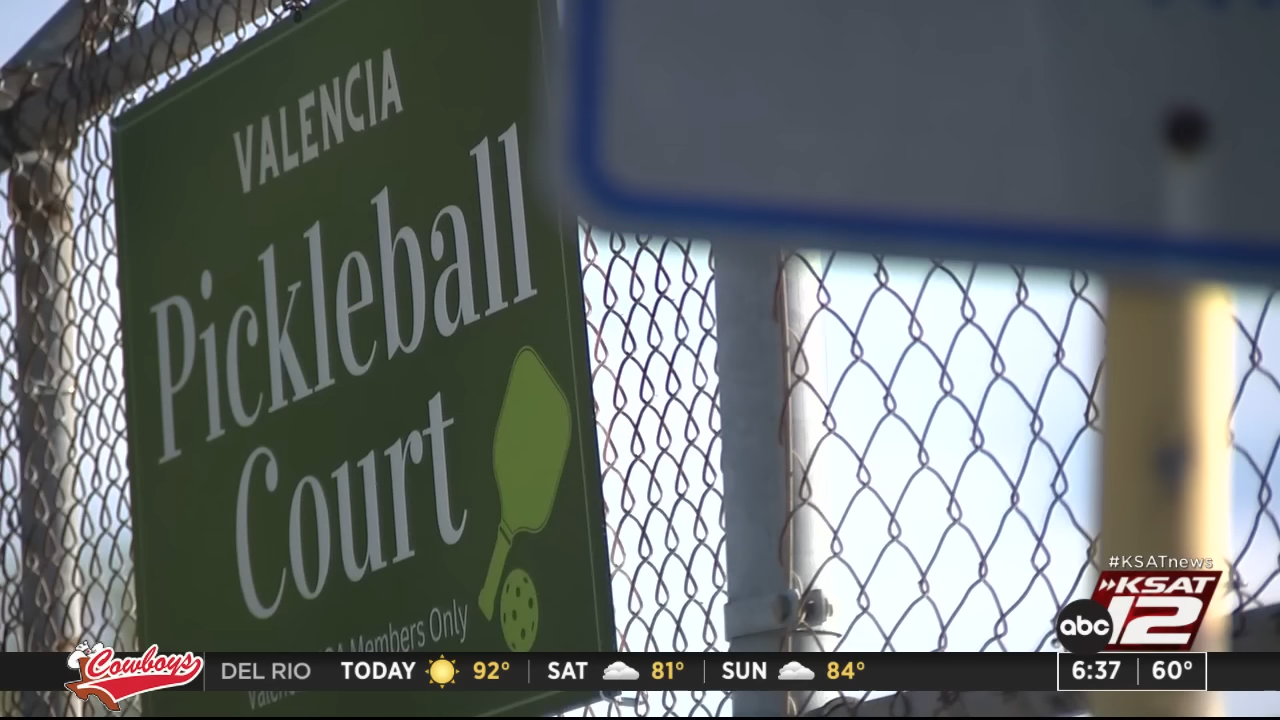 VALENCIA
Pickleball
Court
Members Only
#KSATnews
KSAT
abc 12
Cowboys DEL RIO TODAY 92° SAT 81° SUN 84° 6:37 60°